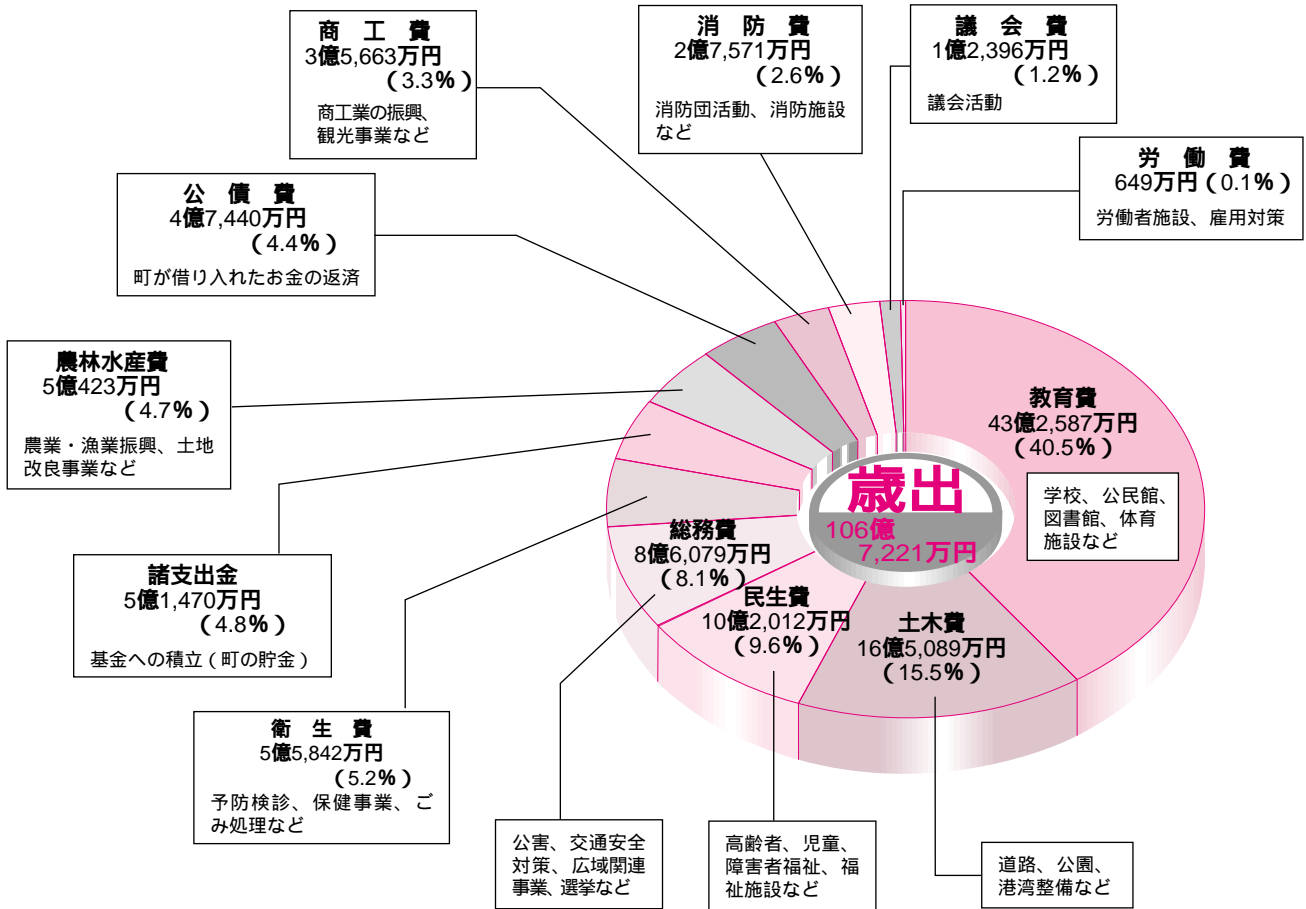 商 工 費
3億5,663万円
(3.3%)
商工業の振興、
観光事業など
消 防 費
2億7,571万円
(2.6%)
消防団活動、消防施設
など
議 会 費
1億2,396万円
(1.2%)
議会活動
労 働 費
649万円(0.1%)
労働者施設、雇用対策
公 債 費
4億7,440万円
(4.4%)
町が借り入れたお金の返済
農林水産費
5億423万円
(4.7%)
農業・漁業振興、土地
改良事業など
諸支出金
5億1,470万円
(4.8%)
基金への積立(町の貯金)
衛 生 費
5億5,842万円
(5.2%)
予防検診、保健事業、ご
み処理など
総務費
8億6,079万円
(8.1%)
公害、交通安全
対策、広域関連
事業、選挙など
民生費
10億2,012万円
(9.6%)
高齢者、児童、
障害者福祉、福
祉施設など
土木費
16億5,089万円
(15.5%)
道路、公園、
港湾整備など
教育費
43億2,587万円
(40.5%)
学校、公民館、
図書館、体育
施設など
歳出
106億
7,221万円